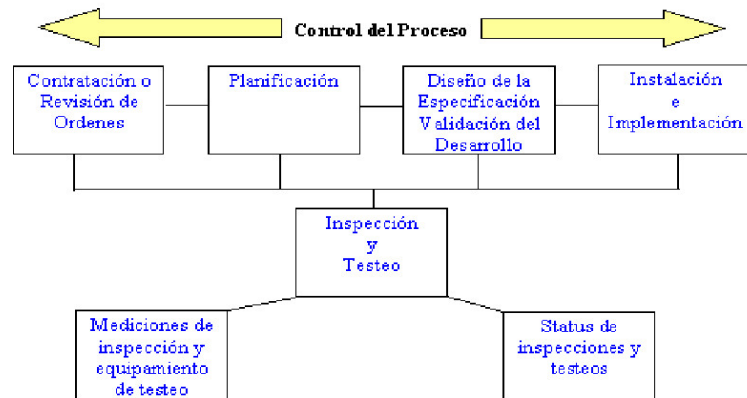 Control del Proceso
Contratación o
Revisión de
Ordenes
Planificación
Diseño de la
Especificación
Validación del
Desarrollo
Instalación
e
Implementación
Inspección
y
Testeo
Mediciones de
inspección y
equipamiento
de testeo
Status de
inspecciones y
testeos